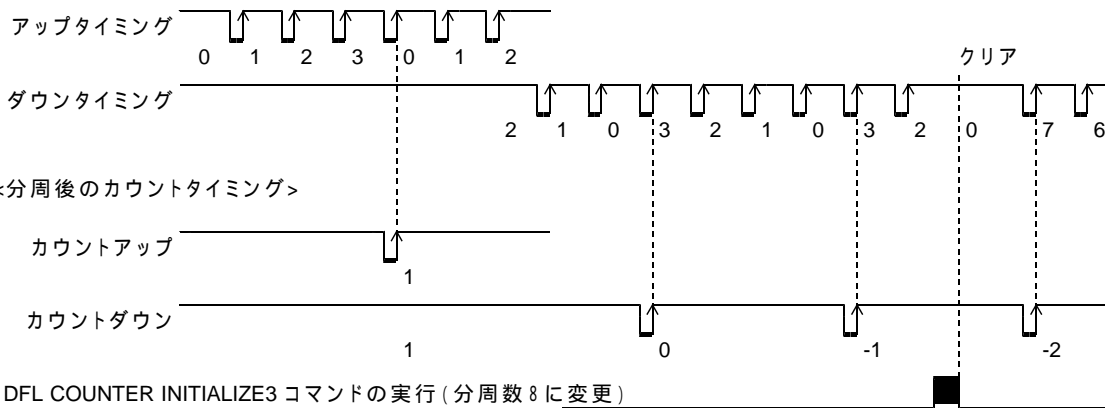 アップタイミング
0 1 2 3 0 1 2
クリア
ダウンタイミング
2 1 0 3 2 1 0 3 2 0 7 6
<分周後のカウントタイミング>
カウントアップ
1
カウントダウン
1 0 -1 -2
DFL COUNTER INITIALIZE3 コマンドの実行(分周数8に変更)